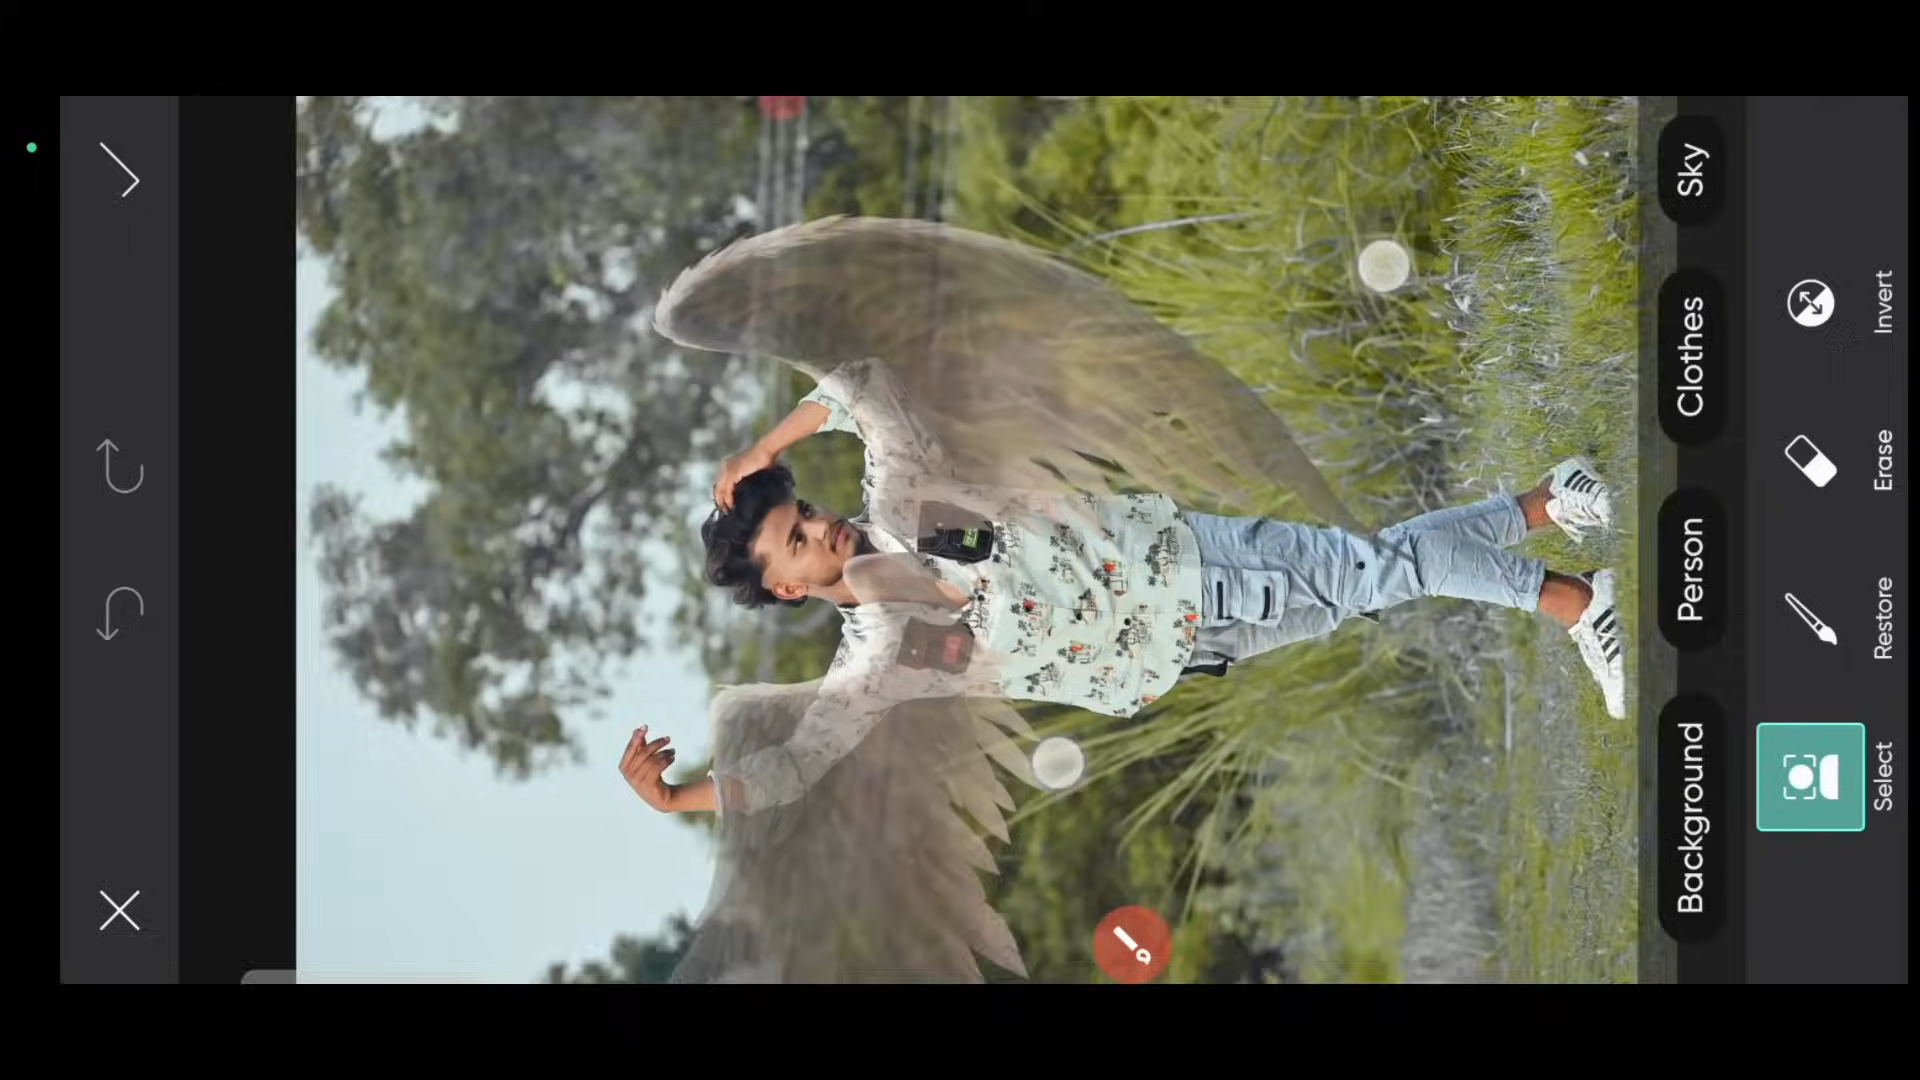 Background
Person
Clothes
Sky
Select
Restore
Erase
Invert